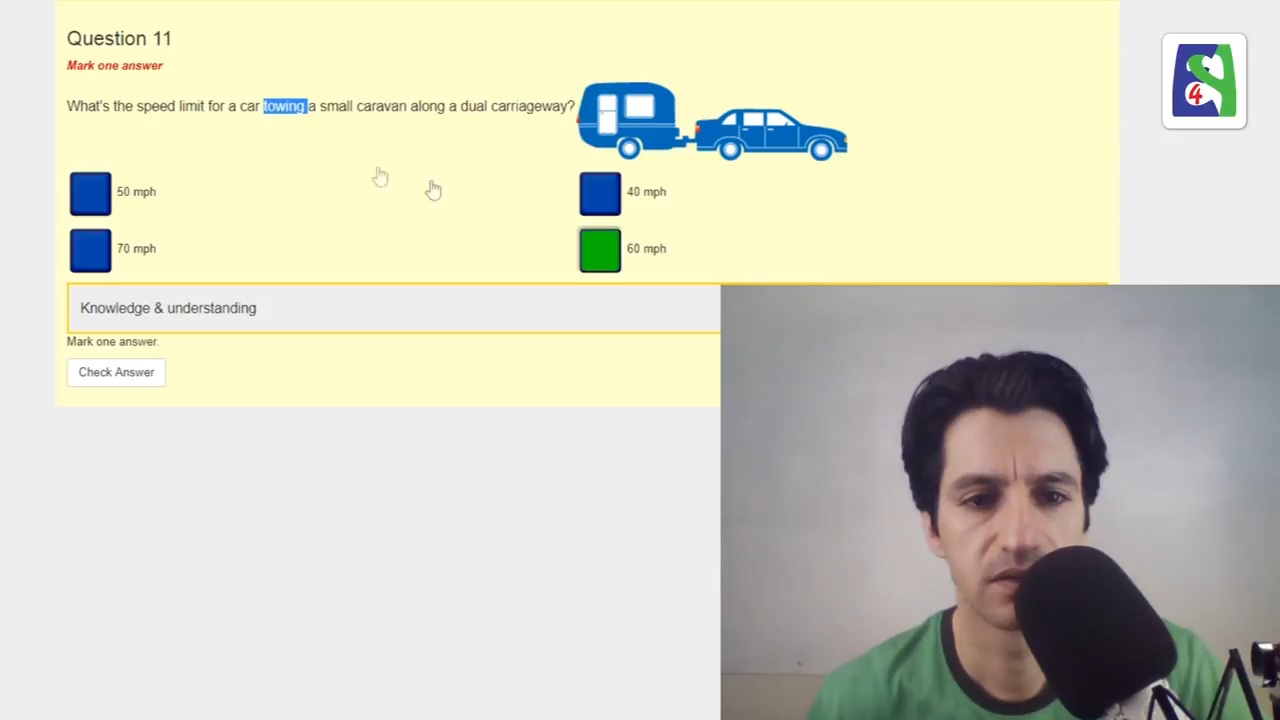 Question 11
Mark one answer
What's the speed limit for a car towing a small caravan along a dual carriageway?
50 mph
40 mph
70 mph
60 mph
Knowledge & understanding
Mark one answer.
Check Answer
4